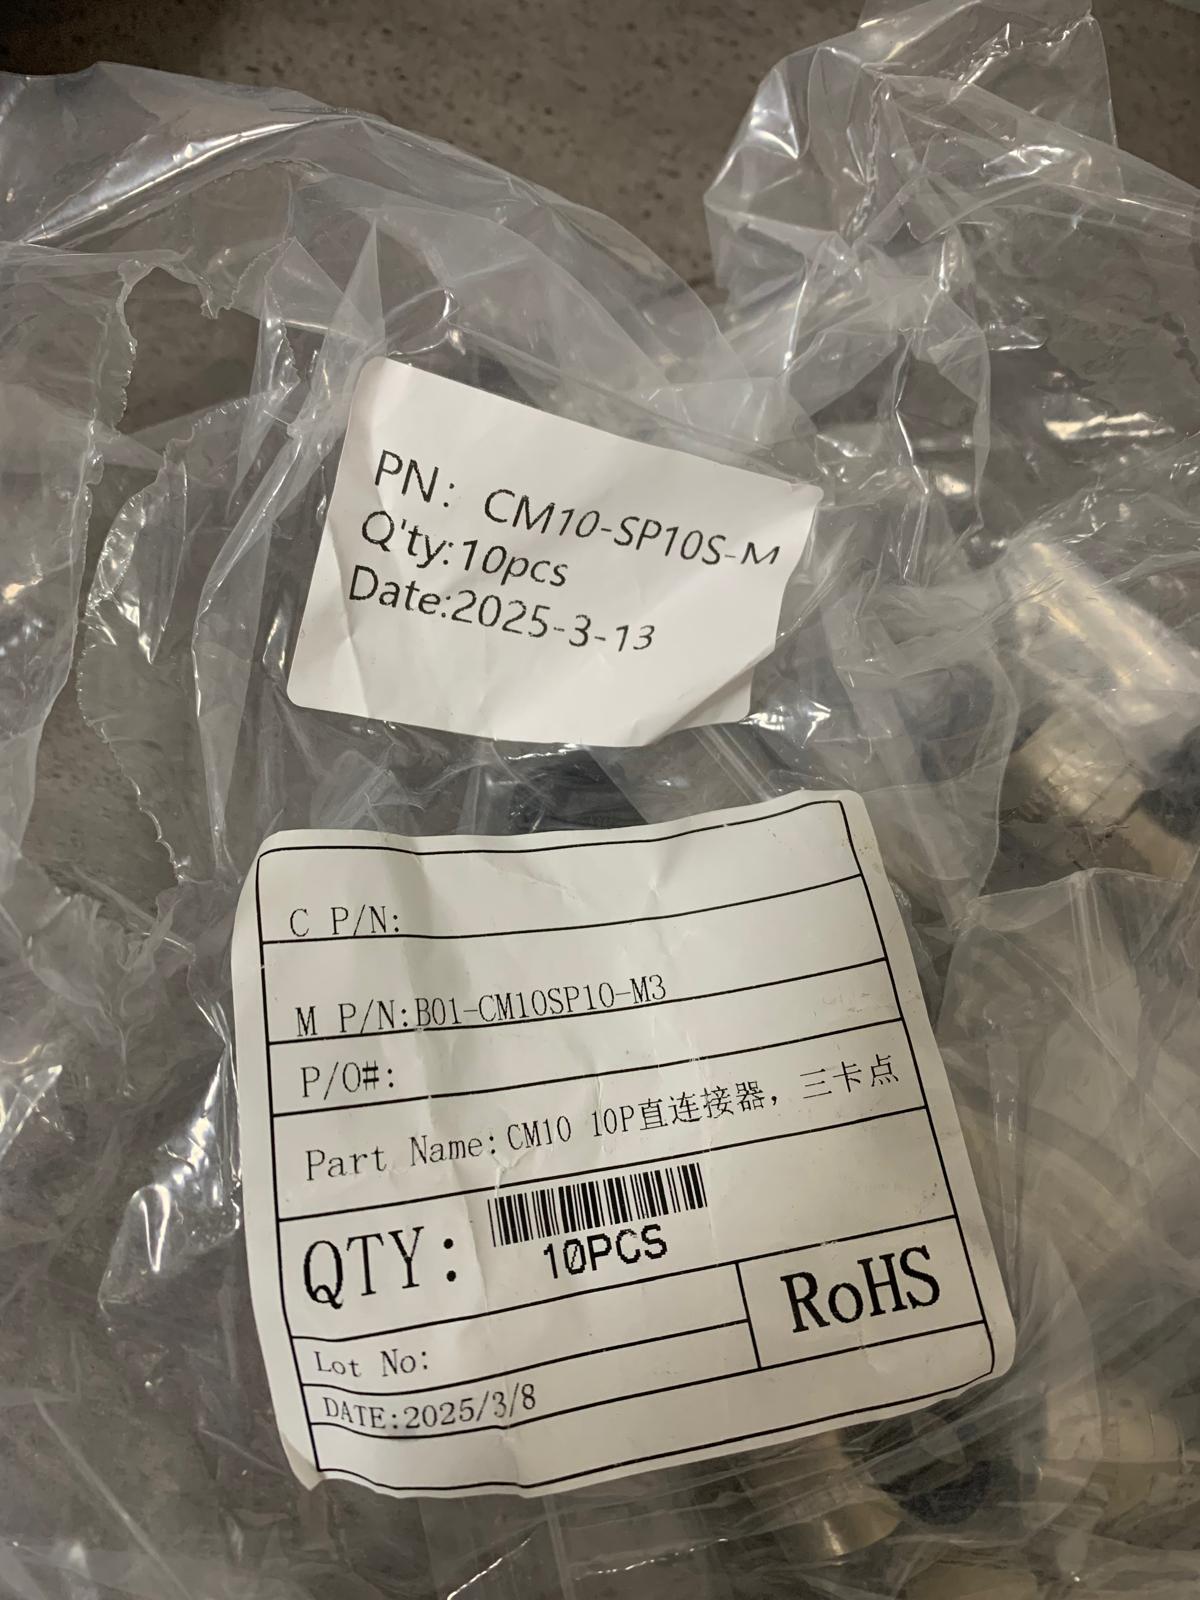 PN: CM10-SP10S-M
Q'ty:10pcs
Date:2025-3-13
C P/N:
M P/N:B01-CM10SP10-M3
P/O#:
Part Name:CM10 10P直连接器，三卡点
QTY:
10PCS
RoHS
Lot No:
DATE:2025/3/8